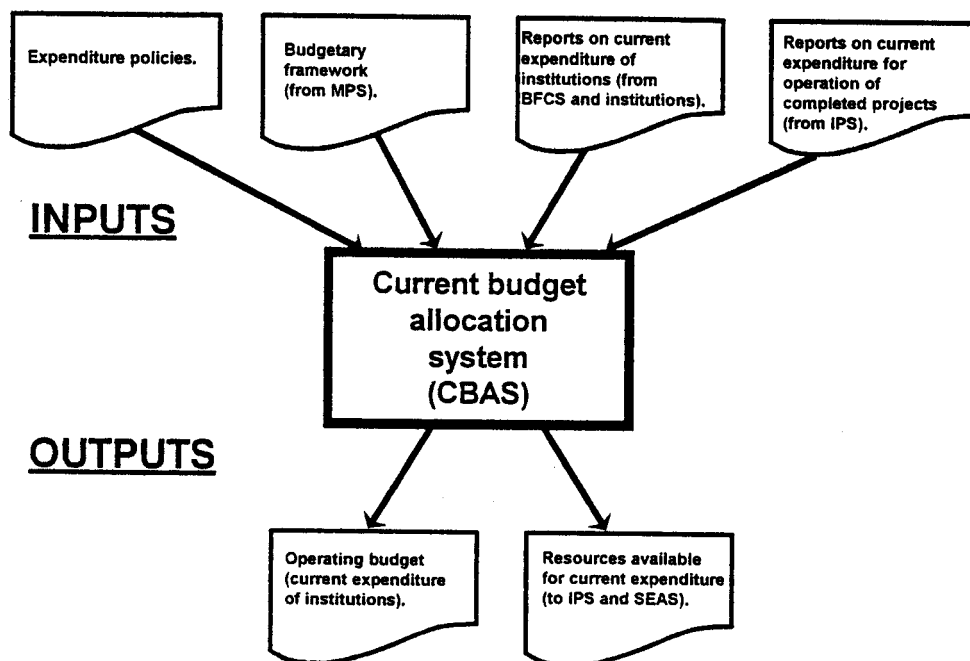 Expenditure policies.
Budgetary
framework
(from MPS).
Reports on current
expenditure of
institutions (from
BFCS and institutions).
Reports on current
expenditure for
operation of
completed projects
(from IPS).
INPUTS
Current budget
allocation
system
(CBAS)
OUTPUTS
Operating budget
(current expenditure
of institutions).
Resources available
for current expenditure
(to IPS and SEAS).